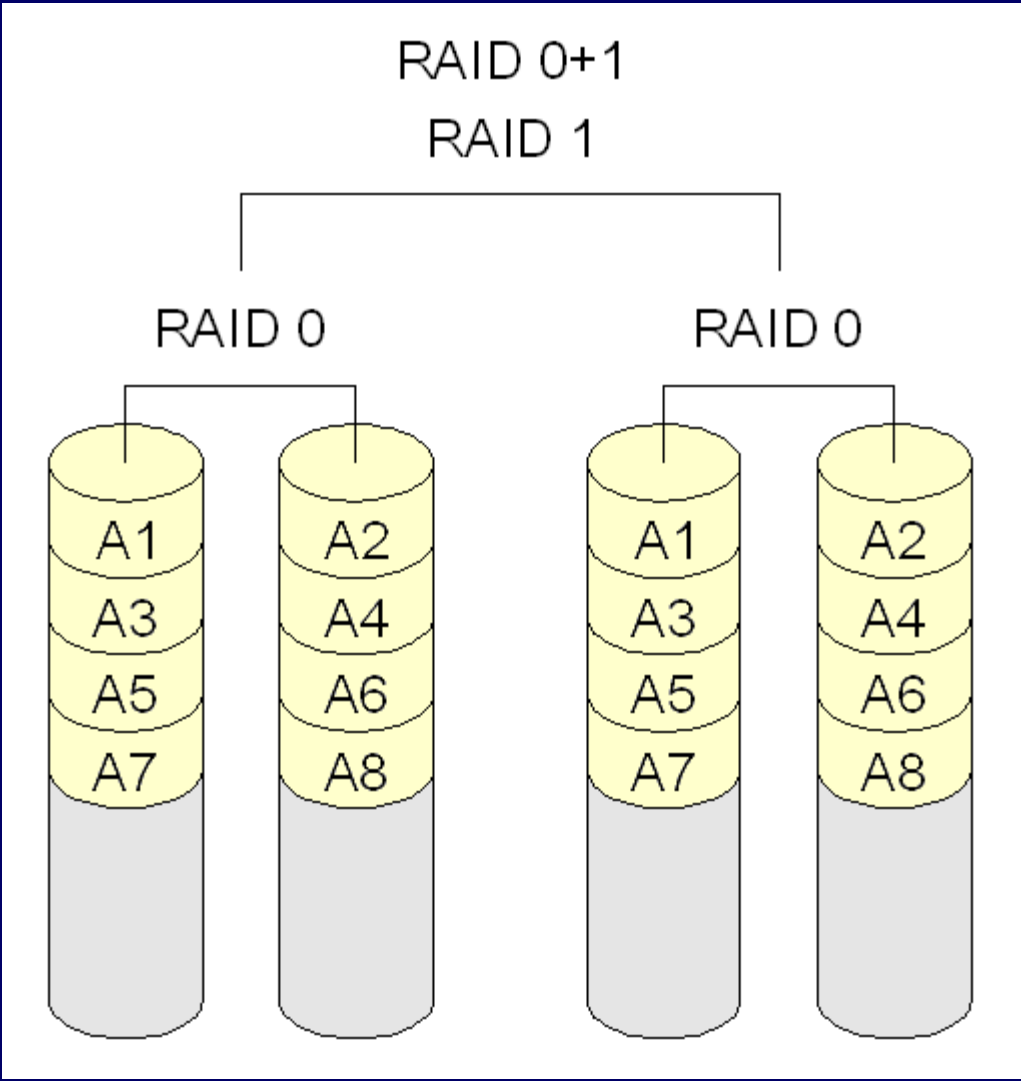 RAID 0+1
RAID 1
RAID 0 RAID 0
A1 A2 A1 A2
A3 A4 A3 A4
A5 A6 A5 A6
A7 A8 A7 A8